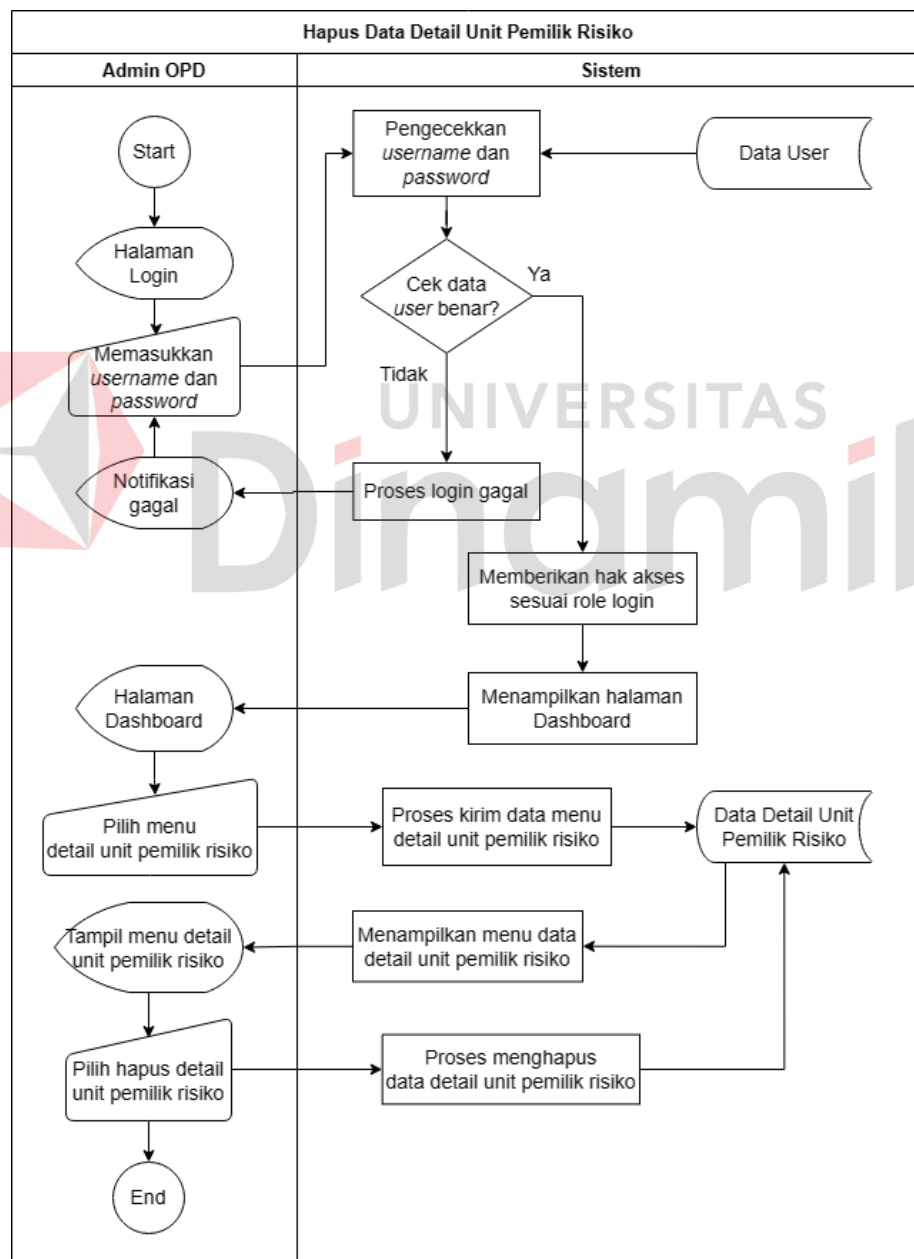 Hapus Data Detail Unit Pemilik Risiko
Admin OPD
Sistem
Start
Pengecekkan
username dan
password
Data User
Halaman
Login
Cek data
user benar?
Ya
Tidak
Memasukkan
username dan
password
UNIVERSITAS
Dinamik
Notifikasi
gagal
Proses login gagal
Memberikan hak akses
sesuai role login
Halaman
Dashboard
Menampilkan halaman
Dashboard
Pilih menu
detail unit pemilik risiko
Proses kirim data menu
detail unit pemilik risiko
Data Detail Unit
Pemilik Risiko
Tampil menu detail
unit pemilik risiko
Menampilkan menu data
detail unit pemilik risiko
Pilih hapus detail
unit pemilik risiko
Proses menghapus
data detail unit pemilik risiko
End